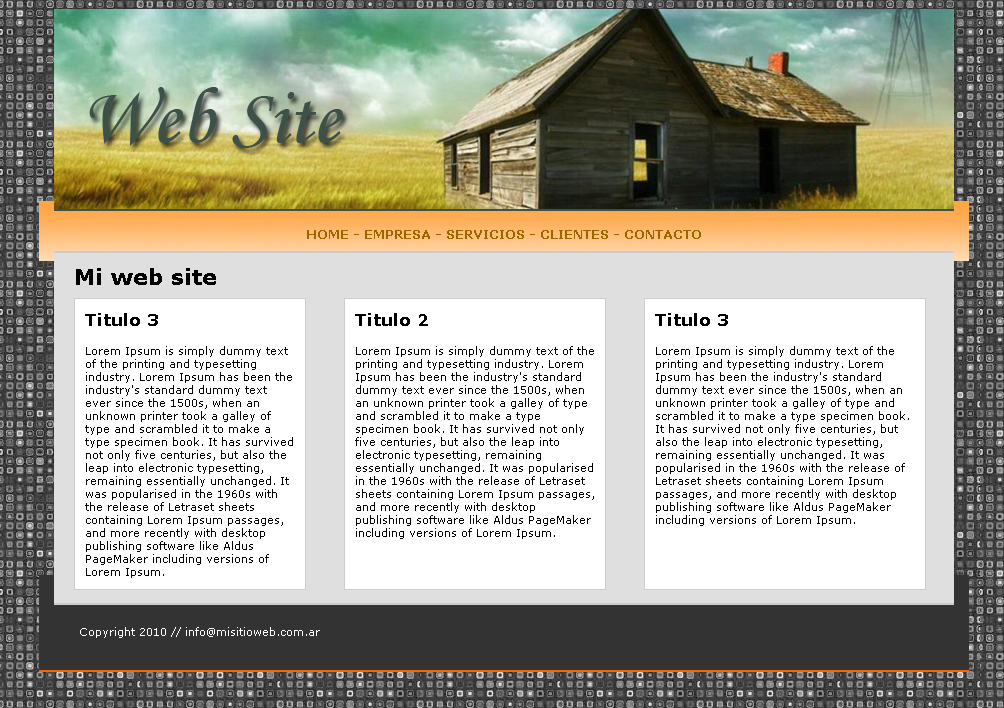 Web Site
HOME - EMPRESA - SERVICIOS - CLIENTES - CONTACTO
Mi web site
Titulo 3
Lorem Ipsum is simply dummy text
of the printing and typesetting
industry. Lorem Ipsum has been the
industry's standard dummy text
ever since the 1500s, when an
unknown printer took a galley of
type and scrambled it to make a
type specimen book. It has survived
not only five centuries, but also the
leap into electronic typesetting,
remaining essentially unchanged. It
was popularised in the 1960s with
the release of Letraset sheets
containing Lorem Ipsum passages,
and more recently with desktop
publishing software like Aldus
PageMaker including versions of
Lorem Ipsum.
Titulo 2
Lorem Ipsum is simply dummy text of the
printing and typesetting industry. Lorem
Ipsum has been the industry's standard
dummy text ever since the 1500s, when
an unknown printer took a galley of type
and scrambled it to make a type
specimen book. It has survived not only
five centuries, but also the leap into
electronic typesetting, remaining
essentially unchanged. It was popularised
in the 1960s with the release of Letraset
sheets containing Lorem Ipsum passages,
and more recently with desktop
publishing software like Aldus PageMaker
including versions of Lorem Ipsum.
Titulo 3
Lorem Ipsum is simply dummy text of the
printing and typesetting industry. Lorem
Ipsum has been the industry's standard
dummy text ever since the 1500s, when an
unknown printer took a galley of type and
scrambled it to make a type specimen book.
It has survived not only five centuries, but
also the leap into electronic typesetting,
remaining essentially unchanged. It was
popularised in the 1960s with the release of
Letraset sheets containing Lorem Ipsum
passages, and more recently with desktop
publishing software like Aldus PageMaker
including versions of Lorem Ipsum.
Copyright 2010 // info@misitioweb.com.ar